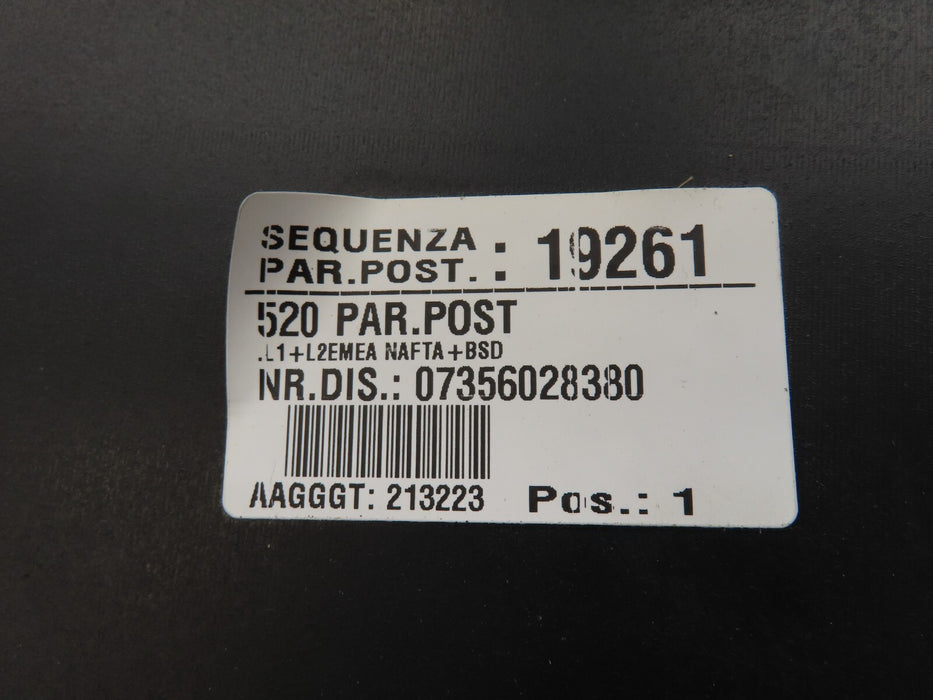 SEQUENZA
PAR.POST. : 19261
520 PAR.POST
.L1+L2EMEA NAFTA+BSD
NR.DIS.: 07356028380
AAGGGT: 213223 Pos.: 1